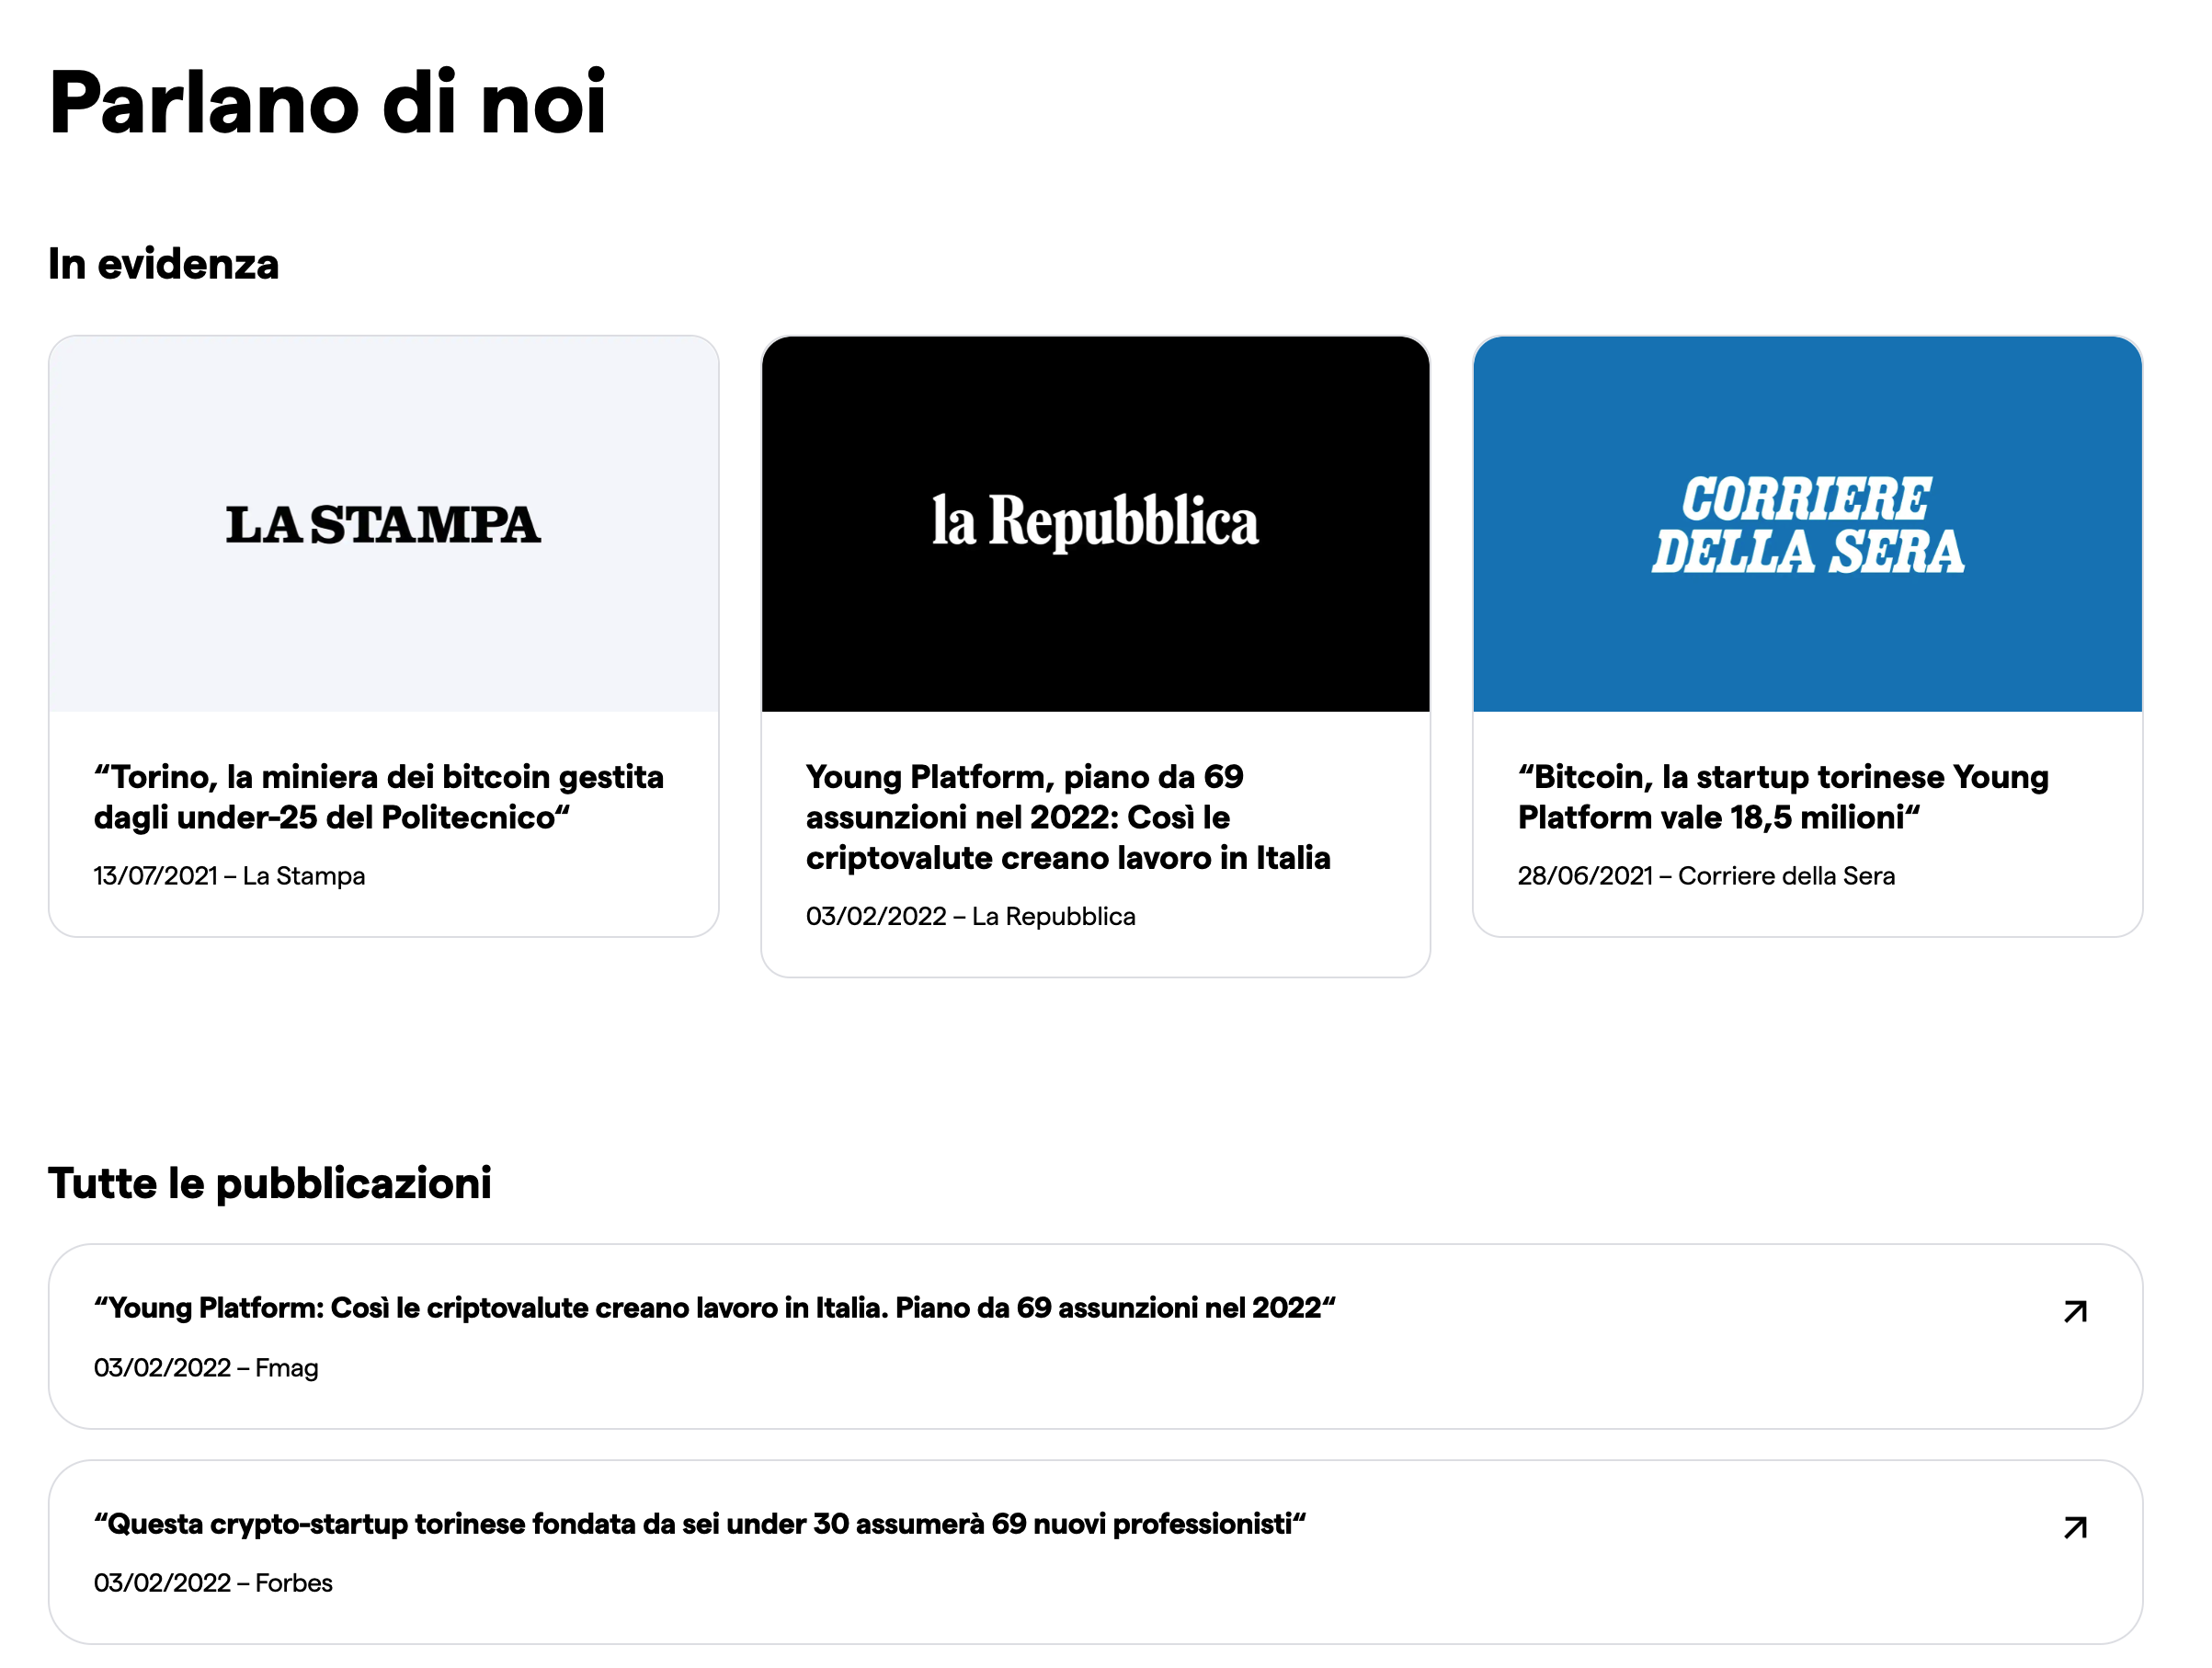 Parlano di noi
In evidenza
LA STAMPA
“Torino, la miniera dei bitcoin gestita
dagli under-25 del Politecnico“
13/07/2021 – La Stampa
la Repubblica
Young Platform, piano da 69
assunzioni nel 2022: Così le
criptovalute creano lavoro in Italia
03/02/2022 – La Repubblica
CORRIERE
DELLA SERA
“Bitcoin, la startup torinese Young
Platform vale 18,5 milioni“
28/06/2021 – Corriere della Sera
Tutte le pubblicazioni
“Young Platform: Così le criptovalute creano lavoro in Italia. Piano da 69 assunzioni nel 2022“
03/02/2022 – Fmag
“Questa crypto-startup torinese fondata da sei under 30 assumerà 69 nuovi professionisti“
03/02/2022 – Forbes